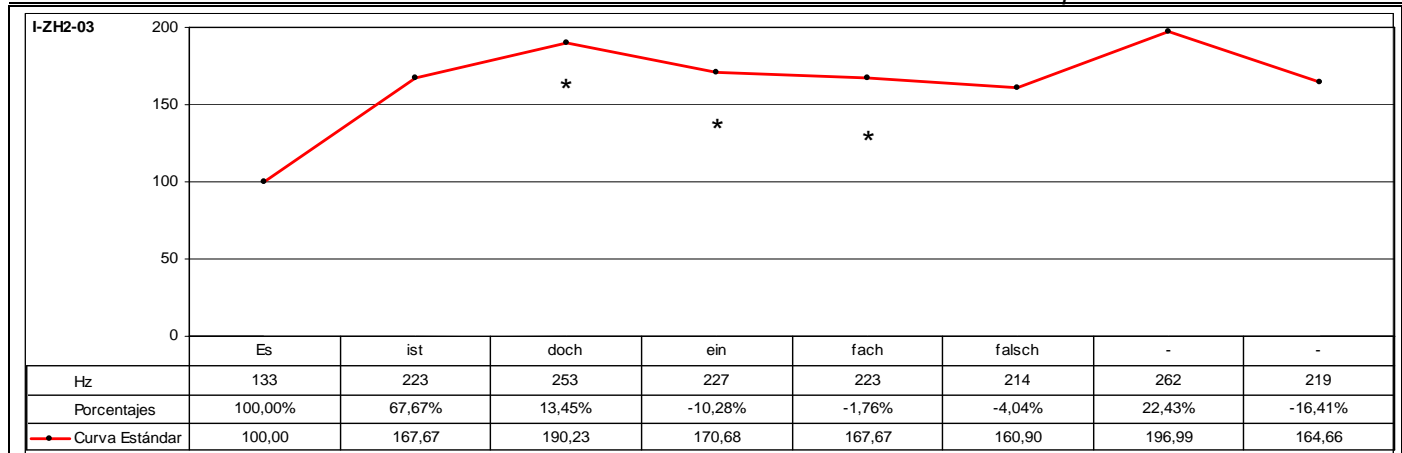 I-ZH2-03
200
150
100
50
0
*
*
*
Es ist doch ein fach falsch - -
Hz 133 223 253 227 223 214 262 219
Porcentajes 100,00% 67,67% 13,45% -10,28% -1,76% -4,04% 22,43% -16,41%
Curva Estándar 100,00 167,67 190,23 170,68 167,67 160,90 196,99 164,66